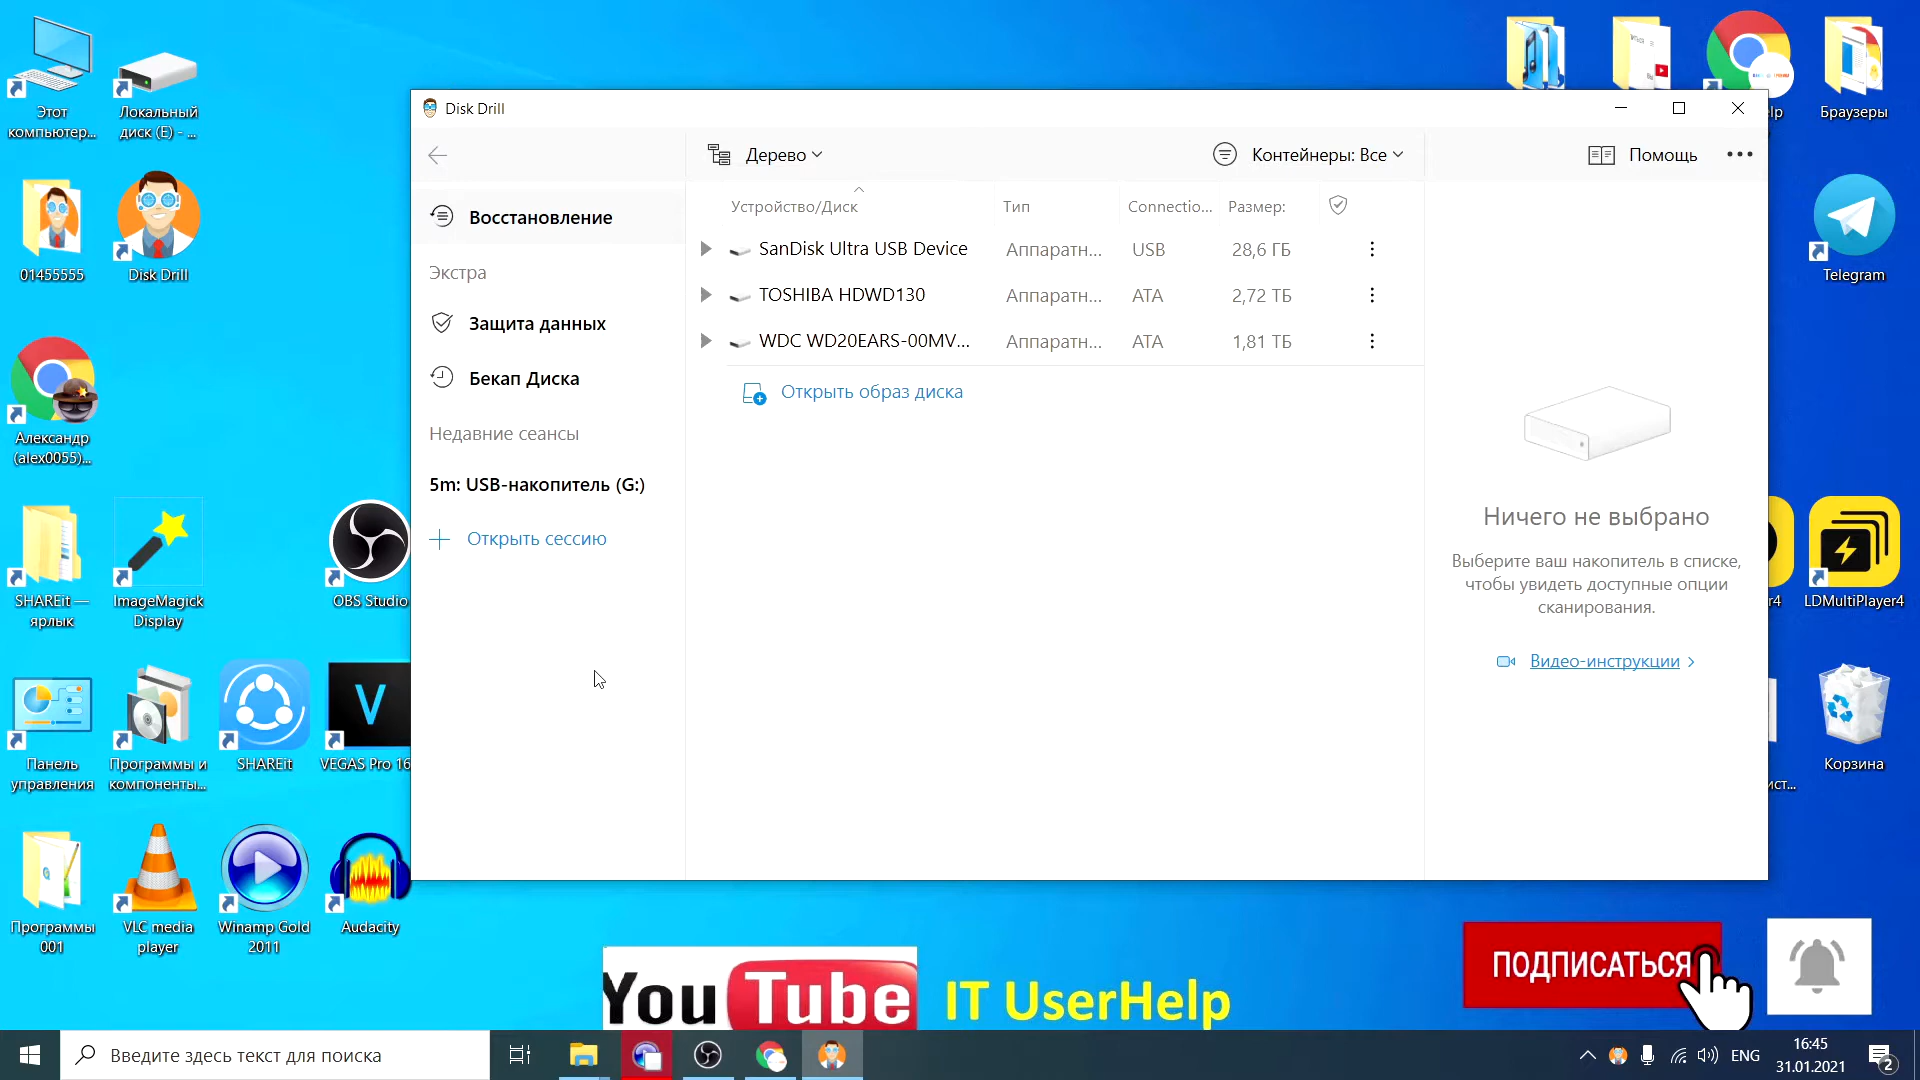 Этот
компьютер...
Локальный
диск (E) - ...
01455555
Disk Drill
Александр
(alex0055)...
SHAREit —
ярлык
ImageMagick
Display
OBS Studio
Панель
управления
Программы и
компоненты...
SHAREit
VEGAS Pro 16
Программы
001
VLC media
player
Winamp Gold
2011
Audacity
Disk Drill
Дерево
Контейнеры: Все
Помощь
Восстановление
Экстра
Защита данных
Бекап Диска
Недавние сеансы
5m: USB-накопитель (G:)
Открыть сессию
Устройство/Диск Тип Connectio... Размер:
SanDisk Ultra USB Device Аппаратн... USB 28,6 ГБ
TOSHIBA HDWD130 Аппаратн... ATA 2,72 ТБ
WDC WD20EARS-00MV... Аппаратн... ATA 1,81 ТБ
Открыть образ диска
Ничего не выбрано
Выберите ваш накопитель в списке,
чтобы увидеть доступные опции
сканирования.
Видео-инструкции
lp
Браузеры
Telegram
r4
LDMultiPlayer4
Корзина
ист...
YouTube
IT UserHelp
ПОДПИСАТЬСЯ
Введите здесь текст для поиска
ENG
16:45
31.01.2021
2